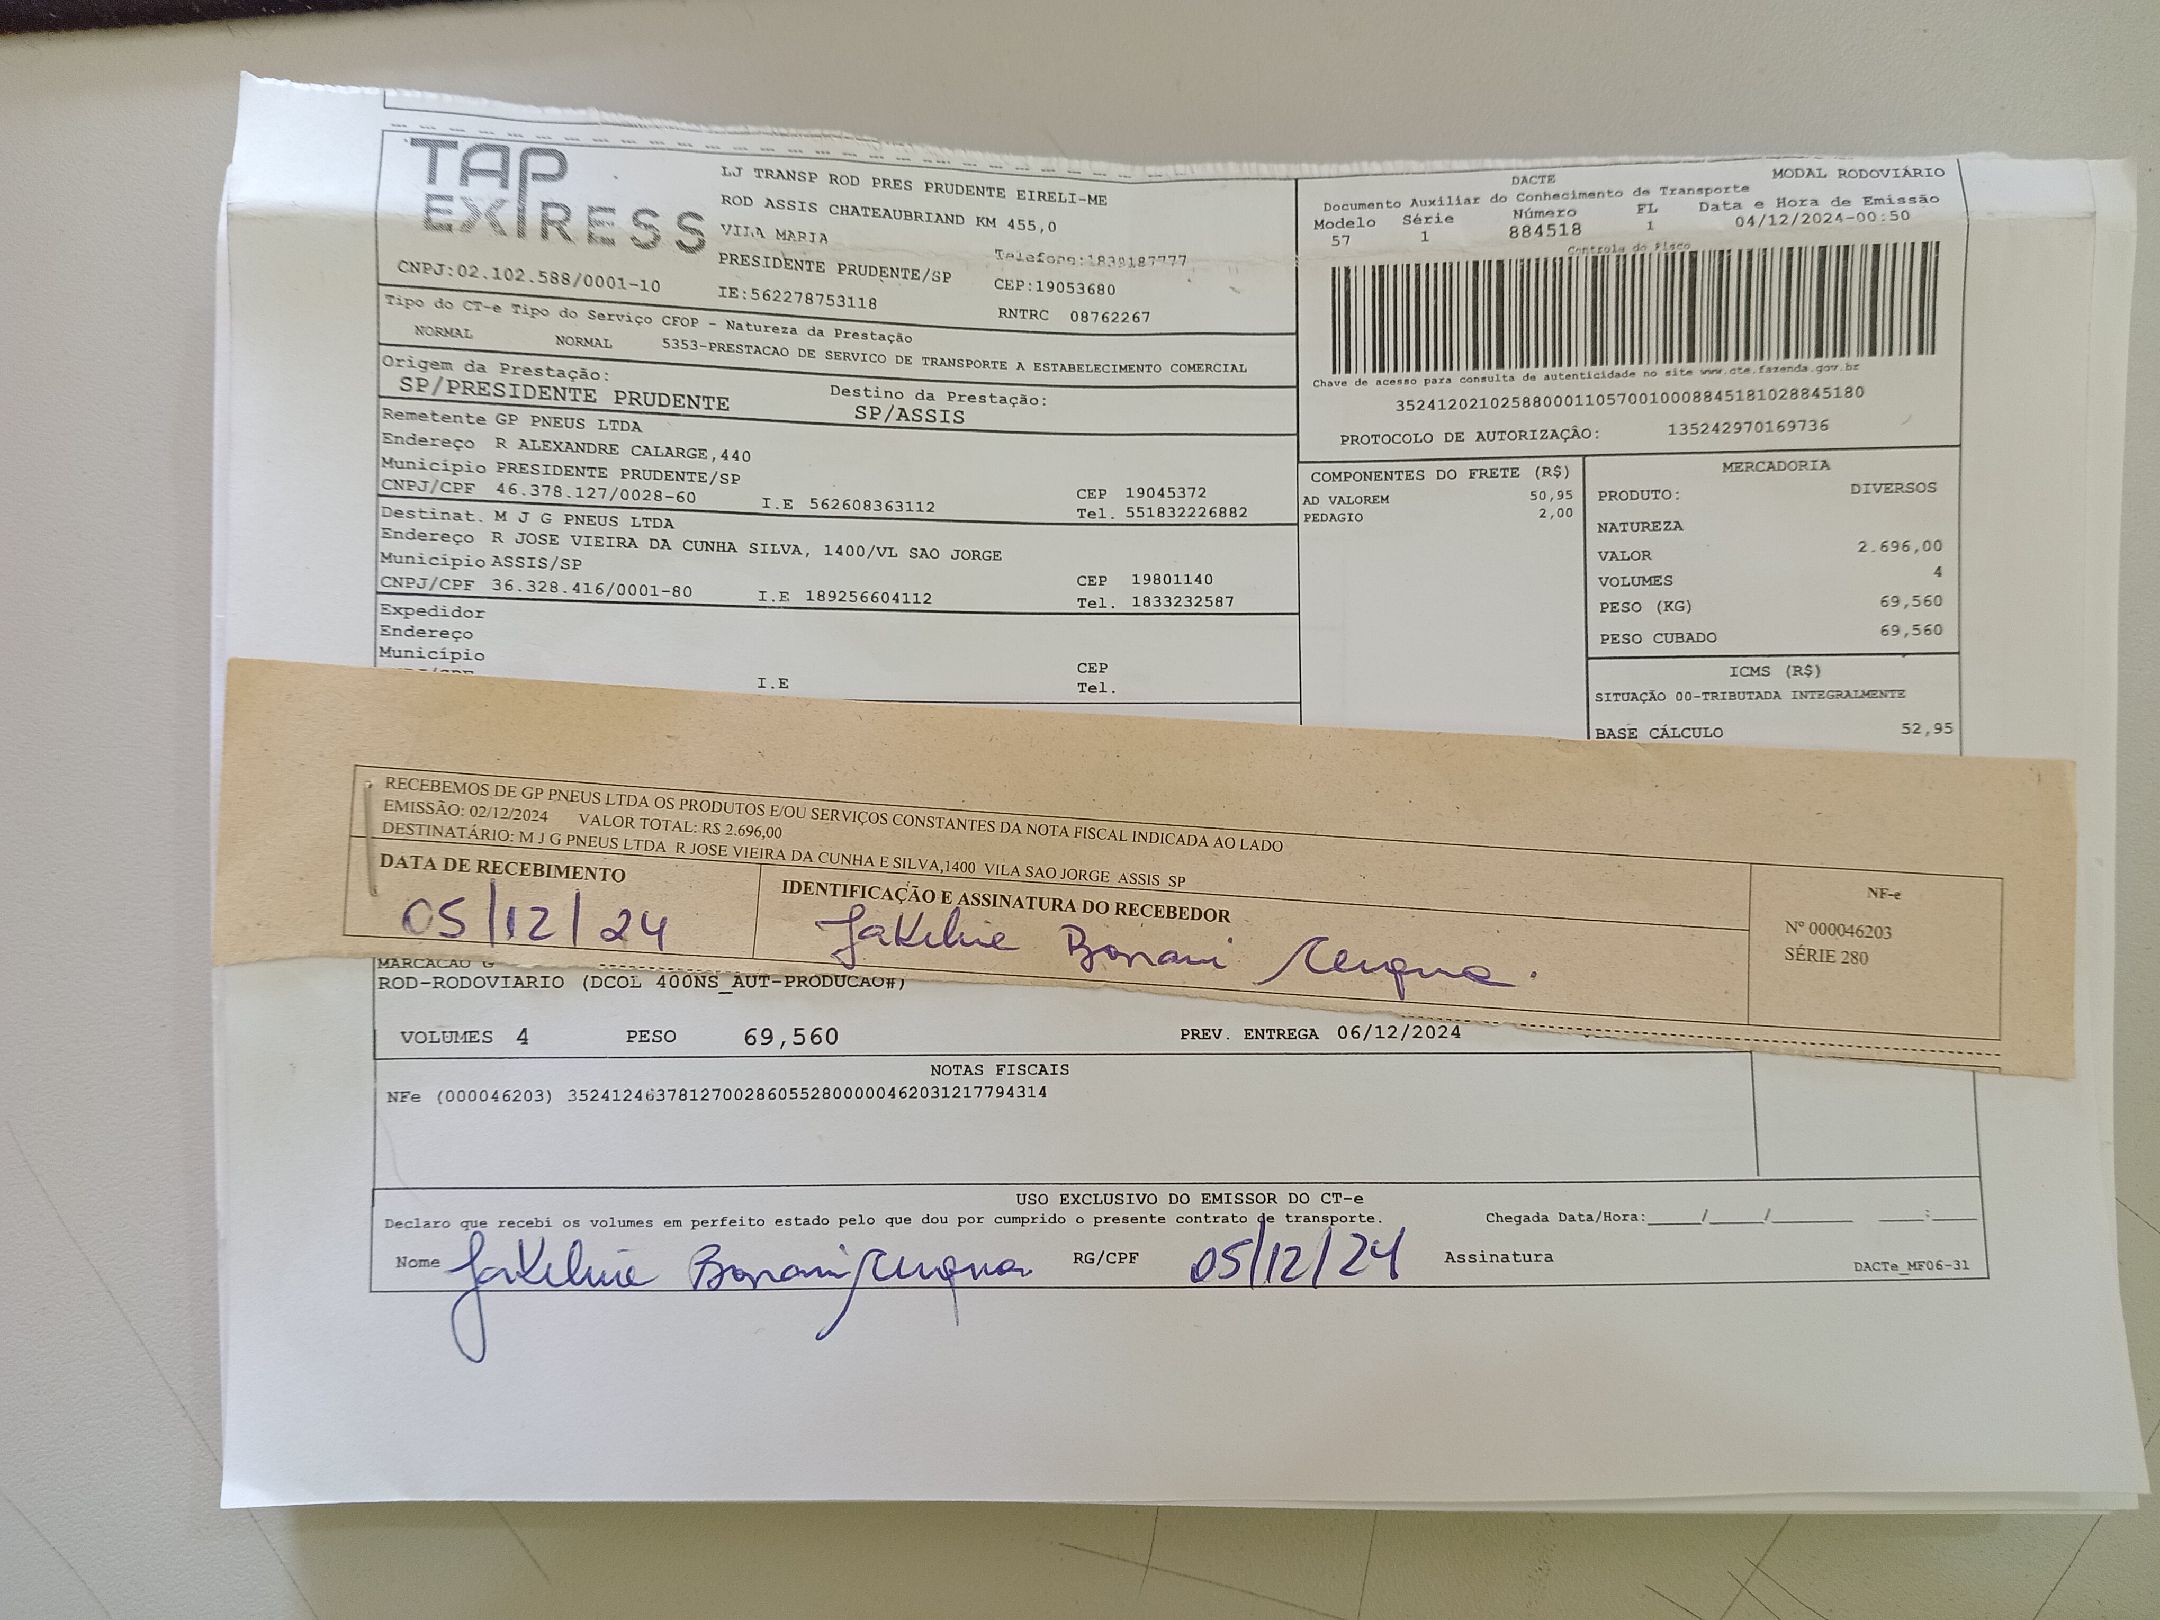 TAP EXPRESS
LJ TRANSP ROD PRES PRUDENTE EIRELI-ME
ROD ASSIS CHATEAUBRIAND KM 455,0
VILA MARIA
Telefone:1839187777
PRESIDENTE PRUDENTE/SP
CEP:19053680
CNPJ:02.102.588/0001-10
IE:562278753118
RNTRC 08762267
DACTE
MODAL RODOVIÁRIO
Documento Auxiliar do Conhecimento de Transporte
Modelo Série Número FL Data e Hora de Emissão
57 1 884518 1 04/12/2024-00:50
Controle do Fisco
Chave de acesso para consulta de autenticidade no site www.cte.fazenda.gov.br
35241202102588000110570010008845181028845180
PROTOCOLO DE AUTORIZAÇÃO: 135242970169736
Tipo do CT-e Tipo do Serviço CFOP - Natureza da Prestação
NORMAL NORMAL 5353-PRESTACAO DE SERVICO DE TRANSPORTE A ESTABELECIMENTO COMERCIAL
Origem da Prestação: Destino da Prestação:
SP/PRESIDENTE PRUDENTE SP/ASSIS
Remetente GP PNEUS LTDA
Endereço R ALEXANDRE CALARGE,440
Município PRESIDENTE PRUDENTE/SP CEP 19045372
CNPJ/CPF 46.378.127/0028-60 I.E 562608363112 Tel. 551832226882
Destinat. M J G PNEUS LTDA
Endereço R JOSE VIEIRA DA CUNHA SILVA, 1400/VL SAO JORGE
Município ASSIS/SP CEP 19801140
CNPJ/CPF 36.328.416/0001-80 I.E 189256604112 Tel. 1833232587
Expedidor
Endereço
Município CEP
I.E Tel.
COMPONENTES DO FRETE (R$)
AD VALOREM 50,95
PEDAGIO 2,00
MERCADORIA
PRODUTO: DIVERSOS
NATUREZA
VALOR 2.696,00
VOLUMES 4
PESO (KG) 69,560
PESO CUBADO 69,560
ICMS (R$)
SITUAÇÃO 00-TRIBUTADA INTEGRALMENTE
BASE CÁLCULO 52,95
RECEBEMOS DE GP PNEUS LTDA OS PRODUTOS E/OU SERVIÇOS CONSTANTES DA NOTA FISCAL INDICADA AO LADO
EMISSÃO: 02/12/2024 VALOR TOTAL: R$ 2.696,00
DESTINATÁRIO: M J G PNEUS LTDA R JOSE VIEIRA DA CUNHA E SILVA,1400 VILA SAO JORGE ASSIS SP
DATA DE RECEBIMENTO
05/12/24
IDENTIFICAÇÃO E ASSINATURA DO RECEBEDOR
Jakeline Bonani
NF-e
Nº 000046203
SÉRIE 280
MARCACAO G
ROD-RODOVIARIO (DCOL 400NS_AUT-PRODUCAO#)
VOLUMES 4 PESO 69,560 PREV. ENTREGA 06/12/2024
NOTAS FISCAIS
NFe (000046203) 35241246378127002860552800000462031217794314
USO EXCLUSIVO DO EMISSOR DO CT-e
Declaro que recebi os volumes em perfeito estado pelo que dou por cumprido o presente contrato de transporte. Chegada Data/Hora:____/____/______ ___:___
Nome Jakeline Bonani RG/CPF 05/12/24 Assinatura
DACTe_MF06-31